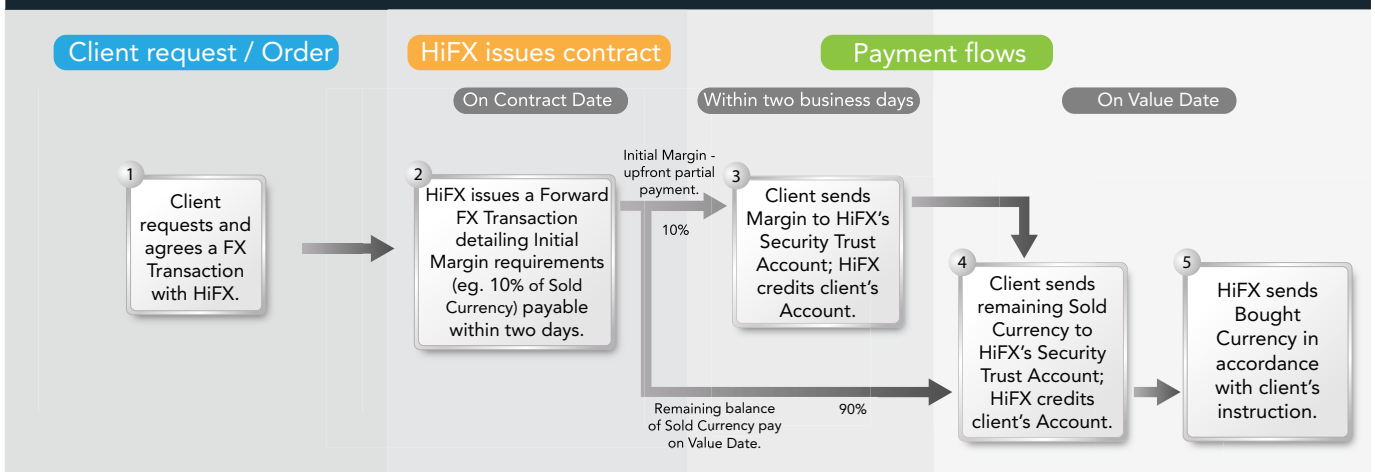 Client request / Order
HiFX issues contract
Payment flows
On Contract Date
Within two business days
On Value Date
1
Client
requests and
agrees a FX
Transaction
with HiFX.
2
HiFX issues a Forward
FX Transaction
detailing Initial
Margin requirements
(eg. 10% of Sold
Currency) payable
within two days.
Initial Margin -
upfront partial
payment.
10%
3
Client sends
Margin to HiFX's
Security Trust
Account; HiFX
credits client's
Account.
Remaining balance
of Sold Currency pay
on Value Date.
90%
4
Client sends
remaining Sold
Currency to
HiFX's Security
Trust Account;
HiFX credits
client's Account.
5
HiFX sends
Bought
Currency in
accordance
with client's
instruction.